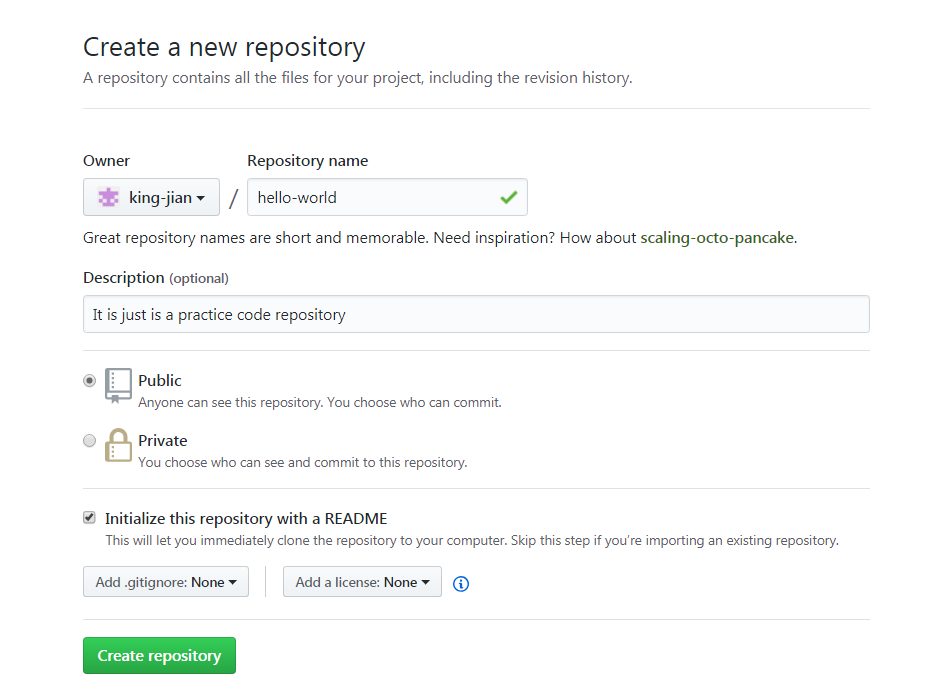 Create a new repository
A repository contains all the files for your project, including the revision history.
Owner Repository name
king-jian / hello-world
Great repository names are short and memorable. Need inspiration? How about scaling-octo-pancake.
Description (optional)
It is just is a practice code repository
Public
Anyone can see this repository. You choose who can commit.
Private
You choose who can see and commit to this repository.
Initialize this repository with a README
This will let you immediately clone the repository to your computer. Skip this step if you’re importing an existing repository.
Add .gitignore: None Add a license: None
Create repository